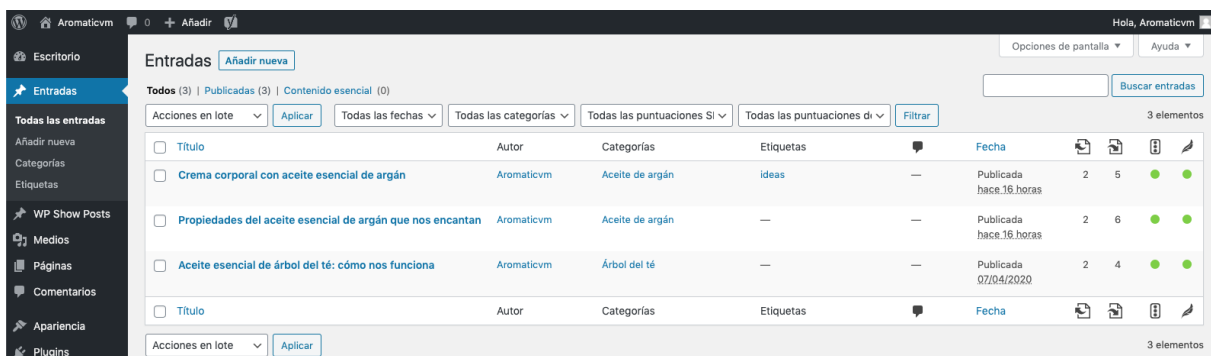 Aromaticvm 0 + Añadir Hola, Aromaticvm
Opciones de pantalla Ayuda
Escritorio
Entradas
Todas las entradas
Añadir nueva
Categorías
Etiquetas
WP Show Posts
Medios
Páginas
Comentarios
Apariencia
Plugins
Entradas Añadir nueva
Todos (3) | Publicadas (3) | Contenido esencial (0)
Buscar entradas
Acciones en lote Aplicar Todas las fechas Todas las categorías Todas las puntuaciones Todas las puntuaciones Filtrar 3 elementos
Título Autor Categorías Etiquetas Fecha
Crema corporal con aceite esencial de argán Aromaticvm Aceite de argán ideas — Publicada 2 5
hace 16 horas
Propiedades del aceite esencial de argán que nos encantan Aromaticvm Aceite de argán — — Publicada 2 6
hace 16 horas
Aceite esencial de árbol del té: cómo nos funciona Aromaticvm Árbol del té — — Publicada 2 4
07/04/2020
Título Autor Categorías Etiquetas Fecha
Acciones en lote Aplicar 3 elementos